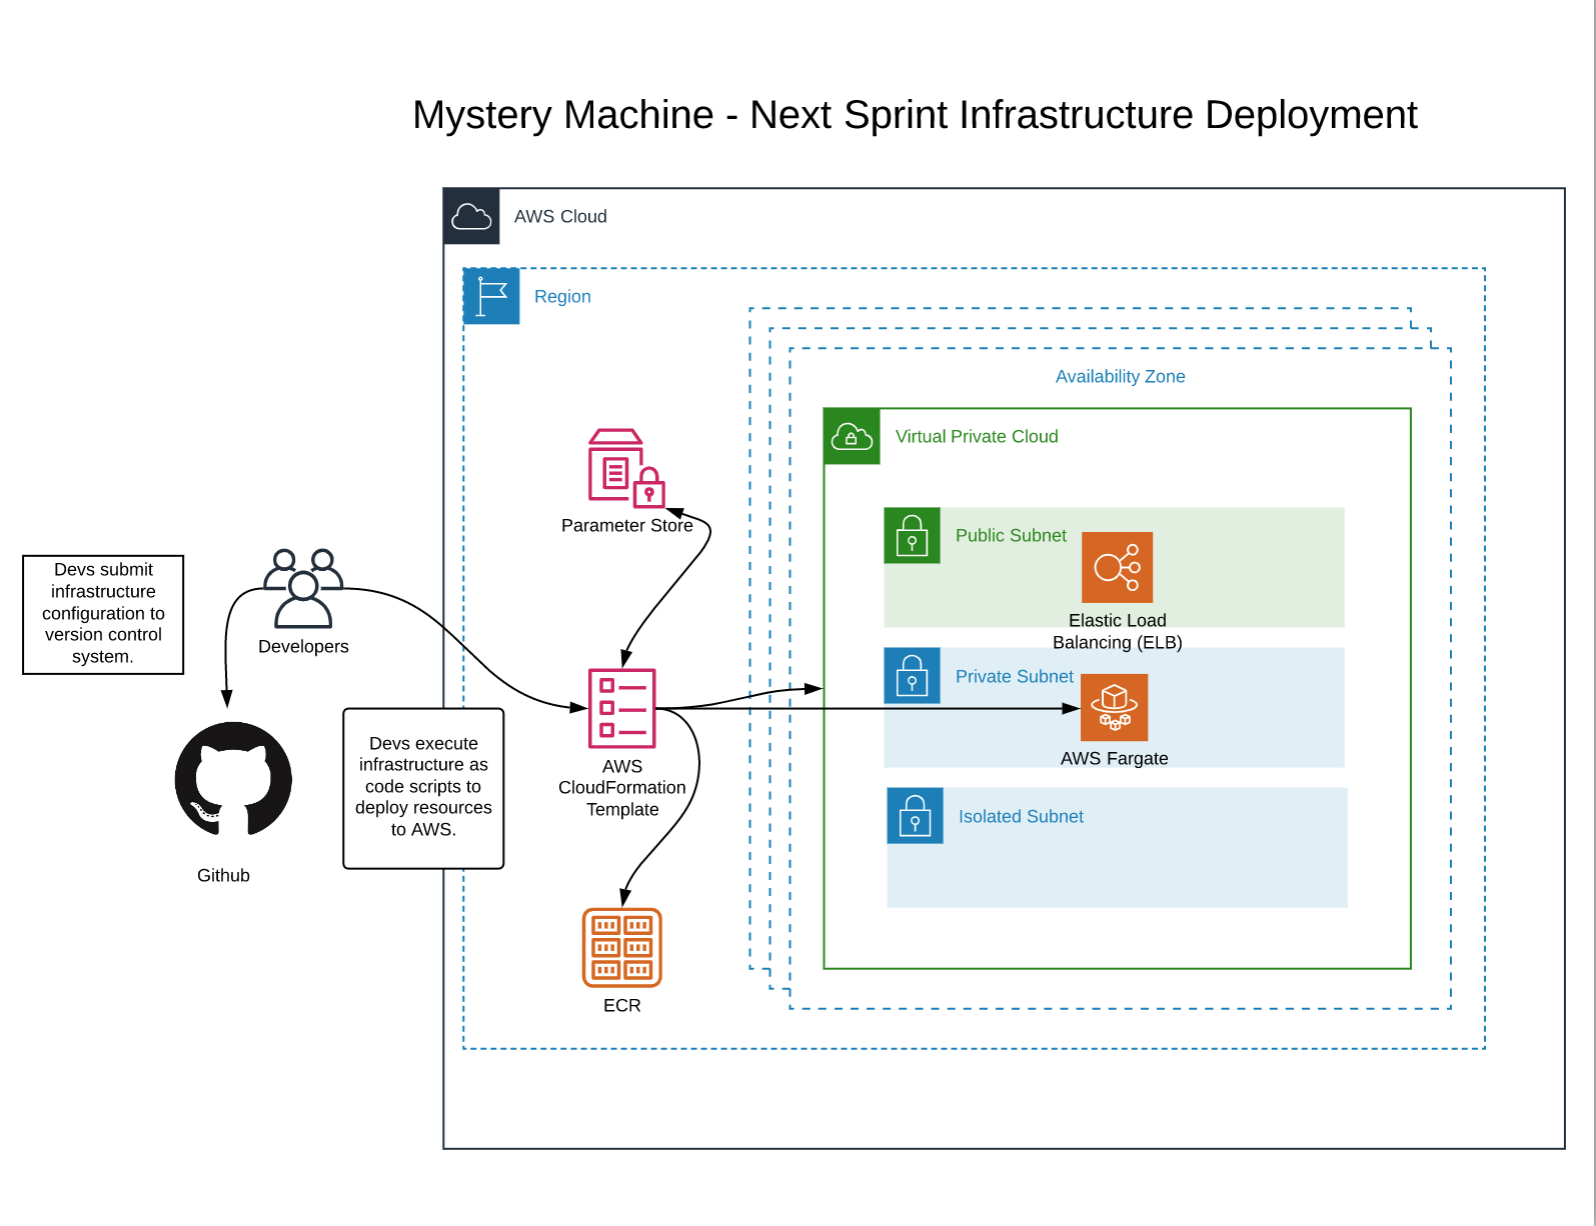 Mystery Machine - Next Sprint Infrastructure Deployment
AWS Cloud
Region
Availability Zone
Virtual Private Cloud
Parameter Store
Public Subnet
Elastic Load
Balancing (ELB)
Devs submit
infrastructure
configuration to
version control
system.
Developers
Private Subnet
AWS Fargate
Devs execute
infrastructure as
code scripts to
deploy resources
to AWS.
AWS
CloudFormation
Template
Isolated Subnet
Github
ECR